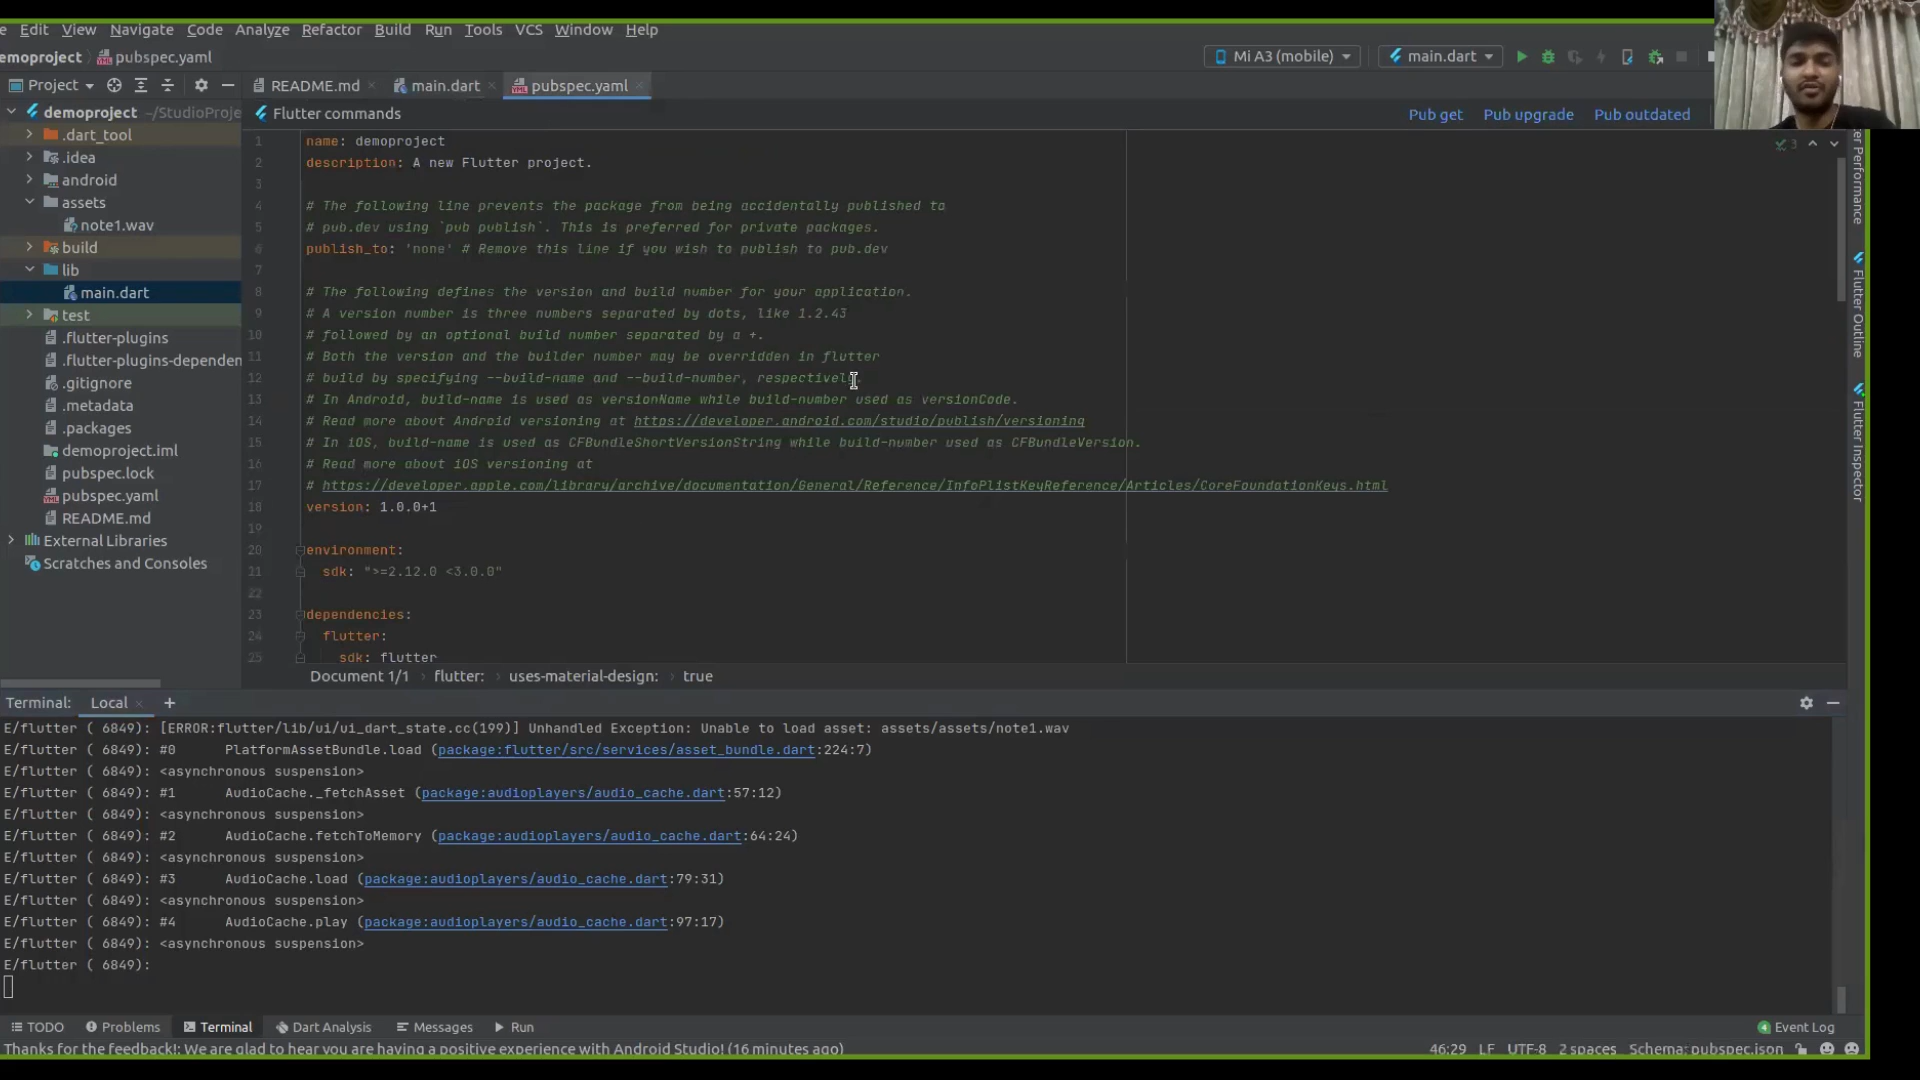 e Edit View Navigate Code Analyze Refactor Build Run Tools VCS Window Help
emoproject pubspec.yaml
Mi A3 (mobile) main.dart
Project
README.md main.dart pubspec.yaml
demoproject ~/StudioProje
.dart_tool
.idea
android
assets
note1.wav
build
lib
main.dart
test
.flutter-plugins
.flutter-plugins-dependen
.gitignore
.metadata
.packages
demoproject.iml
pubspec.lock
pubspec.yaml
README.md
External Libraries
Scratches and Consoles
Flutter commands
Pub get Pub upgrade Pub outdated
3
1 name: demoproject
2 description: A new Flutter project.
3
4 # The following line prevents the package from being accidentally published to
5 # pub.dev using `pub publish`. This is preferred for private packages.
6 publish_to: 'none' # Remove this line if you wish to publish to pub.dev
7
8 # The following defines the version and build number for your application.
9 # A version number is three numbers separated by dots, like 1.2.43
10 # followed by an optional build number separated by a +.
11 # Both the version and the builder number may be overridden in flutter
12 # build by specifying --build-name and --build-number, respectively.
13 # In Android, build-name is used as versionName while build-number used as versionCode.
14 # Read more about Android versioning at https://developer.android.com/studio/publish/versioning
15 # In iOS, build-name is used as CFBundleShortVersionString while build-number used as CFBundleVersion.
16 # Read more about iOS versioning at
17 # https://developer.apple.com/library/archive/documentation/General/Reference/InfoPlistKeyReference/Articles/CoreFoundationKeys.html
18 version: 1.0.0+1
19
20 environment:
21 sdk: ">=2.12.0 <3.0.0"
22
23 dependencies:
24 flutter:
25 sdk: flutter
Document 1/1 flutter: uses-material-design: true
ter Performance
Flutter Outline
Flutter Inspector
Terminal: Local +
E/flutter ( 6849): [ERROR:flutter/lib/ui/ui_dart_state.cc(199)] Unhandled Exception: Unable to load asset: assets/assets/note1.wav
E/flutter ( 6849): #0 PlatformAssetBundle.load (package:flutter/src/services/asset_bundle.dart:224:7)
E/flutter ( 6849): <asynchronous suspension>
E/flutter ( 6849): #1 AudioCache._fetchAsset (package:audioplayers/audio_cache.dart:57:12)
E/flutter ( 6849): <asynchronous suspension>
E/flutter ( 6849): #2 AudioCache.fetchToMemory (package:audioplayers/audio_cache.dart:64:24)
E/flutter ( 6849): <asynchronous suspension>
E/flutter ( 6849): #3 AudioCache.load (package:audioplayers/audio_cache.dart:79:31)
E/flutter ( 6849): <asynchronous suspension>
E/flutter ( 6849): #4 AudioCache.play (package:audioplayers/audio_cache.dart:97:17)
E/flutter ( 6849): <asynchronous suspension>
E/flutter ( 6849):
TODO Problems Terminal Dart Analysis Messages Run
4 Event Log
Thanks for the feedback!: We are glad to hear you are having a positive experience with Android Studio! (16 minutes ago)
46:29 LF UTF-8 2 spaces Schema: pubspec.json